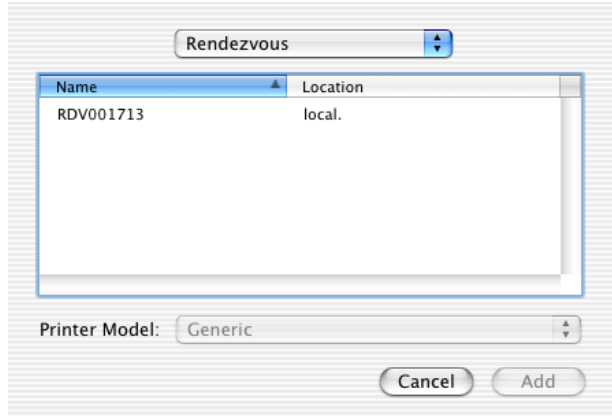 Rendezvous
Name Location
RDV001713 local.
Printer Model: Generic
Cancel Add